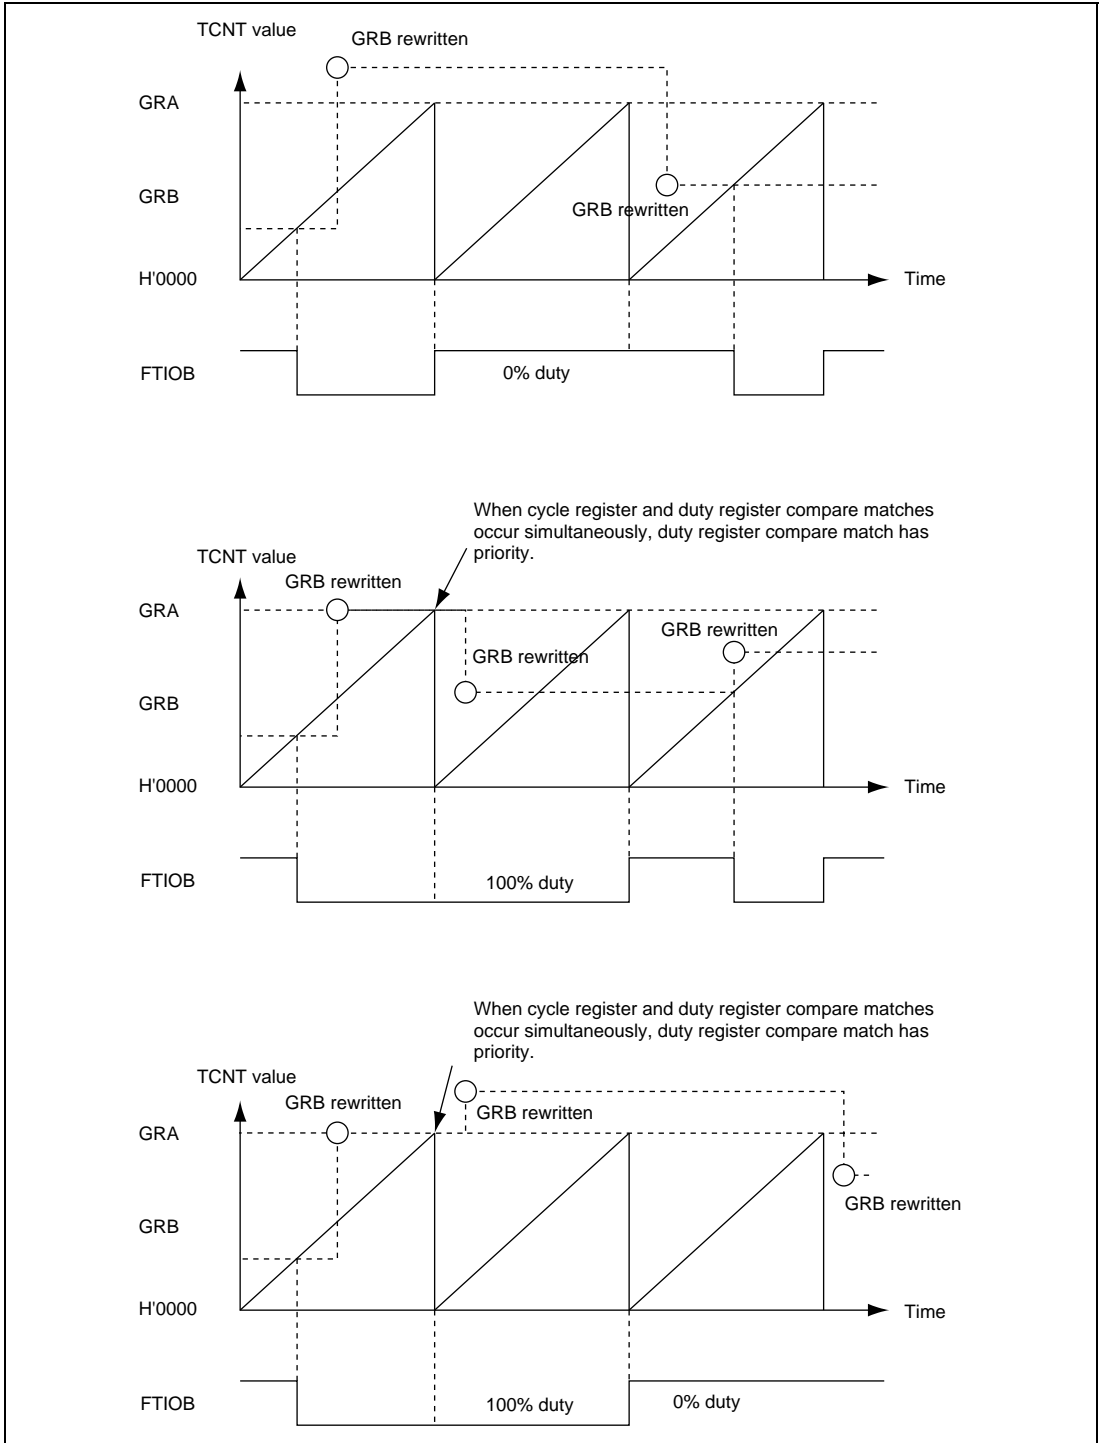 TCNT value
GRB rewritten
GRA
GRB
GRB rewritten
H'0000
Time
FTIOB
0% duty
When cycle register and duty register compare matches
occur simultaneously, duty register compare match has
priority.
TCNT value
GRB rewritten
GRA
GRB rewritten
GRB rewritten
GRB
H'0000
Time
FTIOB
100% duty
When cycle register and duty register compare matches
occur simultaneously, duty register compare match has
priority.
TCNT value
GRB rewritten
GRB rewritten
GRA
GRB rewritten
GRB
H'0000
Time
FTIOB
100% duty
0% duty